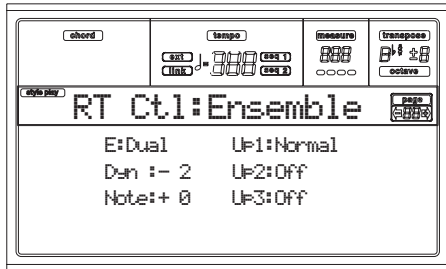 chord
tempo
measure
transpose
ext
link
seq 1
seq 2
octave
style play
RT Ctl:Ensemble
page
E:Dual
Up1:Normal
Dyn :- 2
Up2:Off
Note:+ 0
Up3:Off